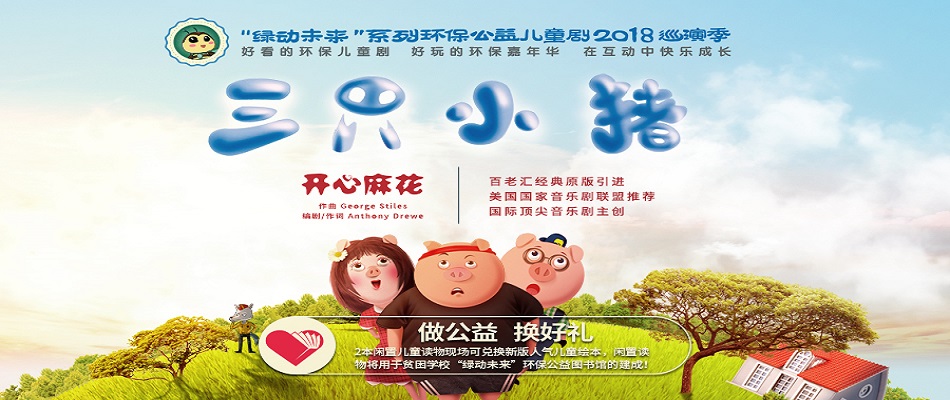 “绿动未来”系列环保公益儿童剧2018巡演季
好看的环保儿童剧 好玩的环保嘉年华 在互动中快乐成长
三只小猪
开心麻花
作曲 George Stiles
编剧/作词 Anthony Drewe
百老汇经典原版引进
美国国家音乐剧联盟推荐
国际顶尖音乐剧主创
做公益 换好礼
2本闲置儿童读物现场可兑换新版人气儿童绘本，闲置读
物将用于贫困学校“绿动未来”环保公益图书馆的建成！